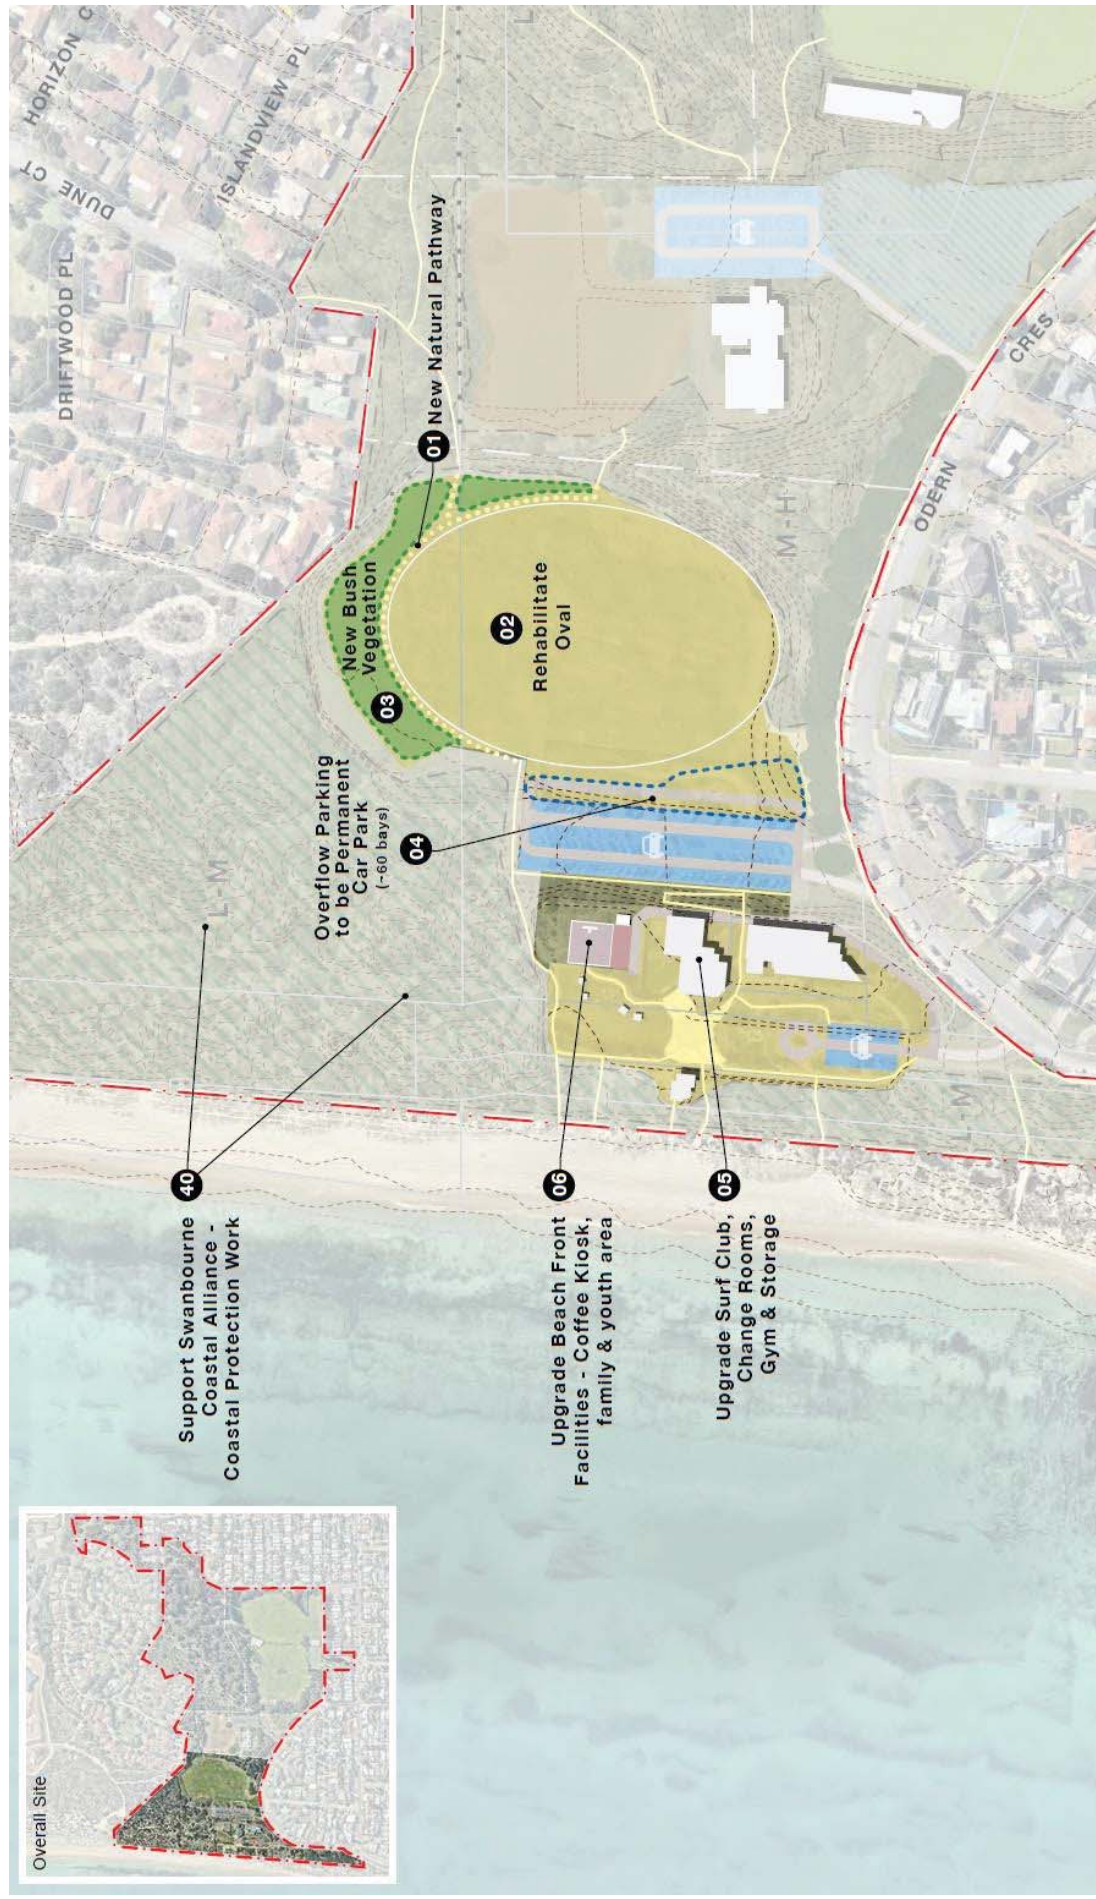 Overall Site
Support Swanbourne
Coastal Alliance -
Coastal Protection Work
40
Upgrade Beach Front
Facilities - Coffee Kiosk,
family & youth area
06
Upgrade Surf Club,
Change Rooms,
Gym & Storage
05
Overflow Parking
to be Permanent
Car Park
(~60 bays)
04
03
New Bush
Vegetation
02
Rehabilitate
Oval
01 New Natural Pathway
L-M
M-H
L-M
DRIFTWOOD PL
DUNE CT
HORIZON C
ISLANDVIEW PL
ODERN
CRES
L